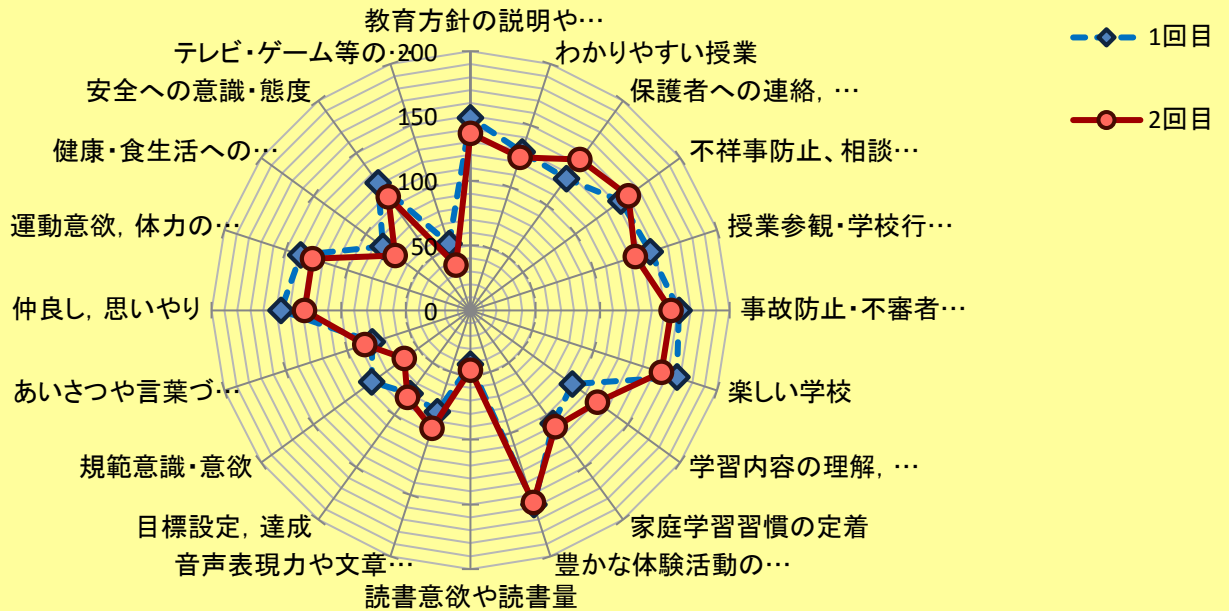 教育方針の説明や…
わかりやすい授業
保護者への連絡, …
不祥事防止、相談…
授業参観・学校行…
事故防止・不審者…
楽しい学校
学習内容の理解, …
家庭学習習慣の定着
豊かな体験活動の…
読書意欲や読書量
音声表現力や文章…
目標設定, 達成
規範意識・意欲
あいさつや言葉づ…
仲良し, 思いやり
運動意欲, 体力の…
健康・食生活への…
安全への意識・態度
テレビ・ゲーム等の…
200
150
100
50
0
1回目
2回目